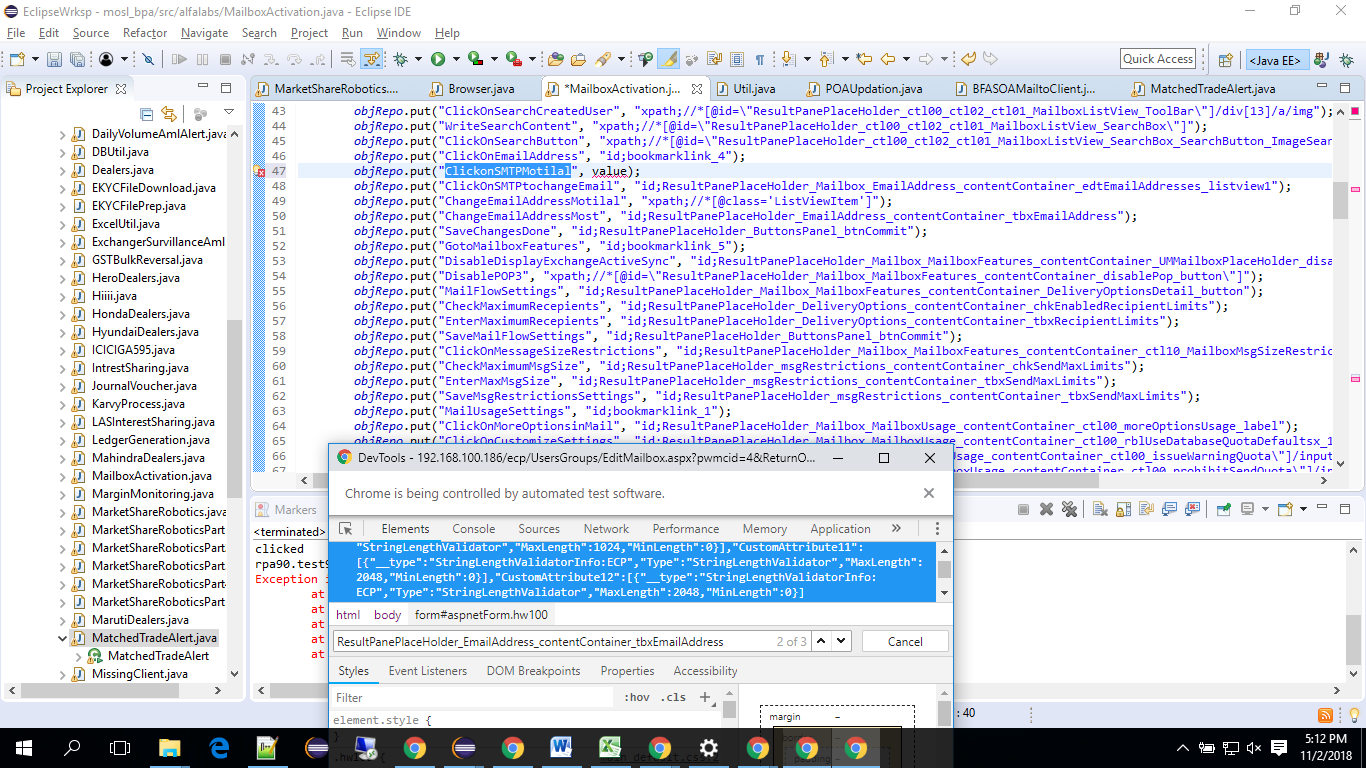 EclipseWrksp - mosl_bpa/src/alfalabs/MailboxActivation.java - Eclipse IDE
File Edit Source Refactor Navigate Search Project Run Window Help
Quick Access <Java EE>
Project Explorer
MarketShareRobotics.... Browser.java *MailboxActivation.j... Util.java POAUpdation.java BFASOAMailtoClient.j... MatchedTradeAlert.java
DailyVolumeAmlAlert.java
DBUtil.java
Dealers.java
EKYCFileDownload.java
EKYCFilePrep.java
ExcelUtil.java
ExchangerSurvillanceAml
GSTBulkReversal.java
HeroDealers.java
Hiiii.java
HondaDealers.java
HyundaiDealers.java
ICICIGA595.java
IntrestSharing.java
JournalVoucher.java
KarvyProcess.java
LASInterestSharing.java
LedgerGeneration.java
MahindraDealers.java
MailboxActivation.java
MarginMonitoring.java
MarketShareRobotics.java
MarketShareRoboticsPart
MarketShareRoboticsPart
MarketShareRoboticsPart
MarketShareRoboticsPart
MarketShareRoboticsPart
MarutiDealers.java
MatchedTradeAlert.java
MatchedTradeAlert
MissingClient.java
43 objRepo.put("ClickOnSearchCreatedUser", "xpath;//*[@id=\"ResultPanePlaceHolder_ctl00_ctl02_ctl01_MailboxListView_ToolBar\"]/div[13]/a/img");
44 objRepo.put("WriteSearchContent", "xpath;//*[@id=\"ResultPanePlaceHolder_ctl00_ctl02_ctl01_MailboxListView_SearchBox\"]");
45 objRepo.put("ClickOnSearchButton", "xpath;//*[@id=\"ResultPanePlaceHolder_ctl00_ctl02_ctl01_MailboxListView_SearchBox_SearchButton_ImageSear
46 objRepo.put("ClickOnEmailAddress", "id;bookmarklink_4");
47 objRepo.put("ClickonSMTPMotilal", value);
48 objRepo.put("ClickOnSMTPtochangeEmail", "id;ResultPanePlaceHolder_Mailbox_EmailAddress_contentContainer_edtEmailAddresses_listview1");
49 objRepo.put("ChangeEmailAddressMotilal", "xpath;//*[@class='ListViewItem']");
50 objRepo.put("ChangeEmailAddressMost", "id;ResultPanePlaceHolder_EmailAddress_contentContainer_tbxEmailAddress");
51 objRepo.put("SaveChangesDone", "id;ResultPanePlaceHolder_ButtonsPanel_btnCommit");
52 objRepo.put("GotoMailboxFeatures", "id;bookmarklink_5");
53 objRepo.put("DisableDisplayExchangeActiveSync", "id;ResultPanePlaceHolder_Mailbox_MailboxFeatures_contentContainer_UMMailboxPlaceHolder_disa
54 objRepo.put("DisablePOP3", "xpath;//*[@id=\"ResultPanePlaceHolder_Mailbox_MailboxFeatures_contentContainer_disablePop_button\"]");
55 objRepo.put("MailFlowSettings", "id;ResultPanePlaceHolder_Mailbox_MailboxFeatures_contentContainer_DeliveryOptionsDetail_button");
56 objRepo.put("CheckMaximumRecepients", "id;ResultPanePlaceHolder_DeliveryOptions_contentContainer_chkEnabledRecipientLimits");
57 objRepo.put("EnterMaximumRecepients", "id;ResultPanePlaceHolder_DeliveryOptions_contentContainer_tbxRecipientLimits");
58 objRepo.put("SaveMailFlowSettings", "id;ResultPanePlaceHolder_ButtonsPanel_btnCommit");
59 objRepo.put("ClickOnMessageSizeRestrictions", "id;ResultPanePlaceHolder_Mailbox_MailboxFeatures_contentContainer_ctl10_MailboxMsgSizeRestric
60 objRepo.put("CheckMaximumMsgSize", "id;ResultPanePlaceHolder_msgRestrictions_contentContainer_chkSendMaxLimits");
61 objRepo.put("EnterMaxMsgSize", "id;ResultPanePlaceHolder_msgRestrictions_contentContainer_tbxSendMaxLimits");
62 objRepo.put("SaveMsgRestrictionsSettings", "id;ResultPanePlaceHolder_msgRestrictions_contentContainer_tbxSendMaxLimits");
63 objRepo.put("MailUsageSettings", "id;bookmarklink_1");
64 objRepo.put("ClickOnMoreOptionsinMail", "id;ResultPanePlaceHolder_Mailbox_MailboxUsage_contentContainer_ctl00_moreOptionsUsage_label");
65 objRepo.put("ClickOnCustomizeSettings", "id;ResultPanePlaceHolder_Mailbox_MailboxUsage_contentContainer_ctl00_rblUseDatabaseQuotaDefaultsx_1
66 boxUsage_contentContainer_ctl00_issueWarningQuota\"]/input
67 Usage_contentContainer_ctl00_prohibitSendQuota\"]/inpu
Markers
<terminated>
clicked
rpa90.test9
Exception i
at
at
at
at
at
DevTools - 192.168.100.186/ecp/UsersGroups/EditMailbox.aspx?pwmcid=4&ReturnO...
Chrome is being controlled by automated test software.
Elements Console Sources Network Performance Memory Application »
"StringLengthValidator","MaxLength":1024,"MinLength":0}],"CustomAttribute11":
[{"__type":"StringLengthValidatorInfo:ECP","Type":"StringLengthValidator","MaxLength":
2048,"MinLength":0}],"CustomAttribute12":[{"__type":"StringLengthValidatorInfo:
ECP","Type":"StringLengthValidator","MaxLength":2048,"MinLength":0}]
html body form#aspnetForm.hw100
ResultPanePlaceHolder_EmailAddress_contentContainer_tbxEmailAddress 2 of 3 Cancel
Styles Event Listeners DOM Breakpoints Properties Accessibility
Filter :hov .cls +
element.style {
}
margin –
: 40
5:12 PM
11/2/2018